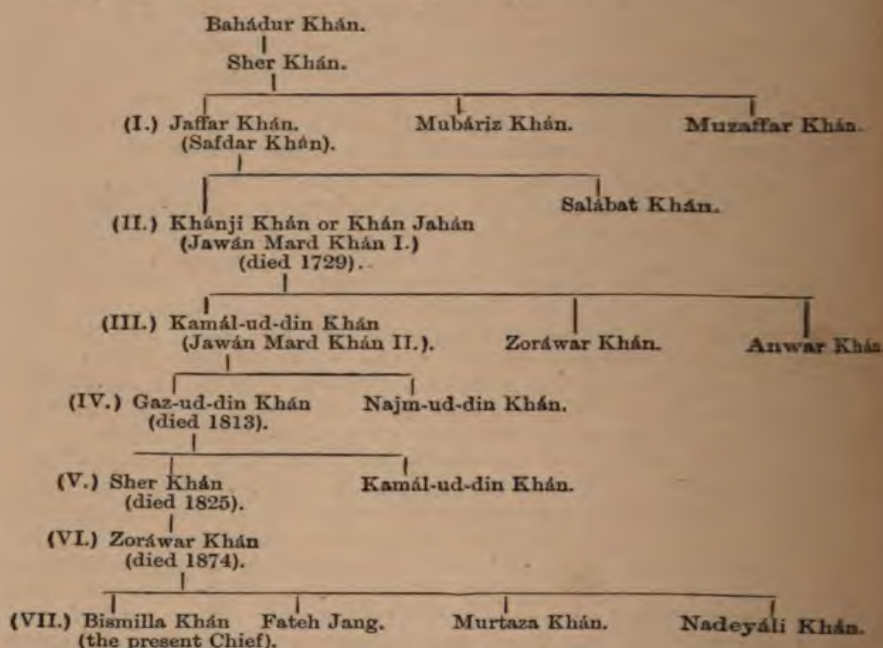 Bahádur Khán.
Sher Khán.
(I.) Jaffar Khán. Mubáriz Khán. Muzaffar Khán.
(Safdar Khán).
Salábat Khán.
(II.) Khánji Khán or Khán Jahán
(Jawán Mard Khán I.)
(died 1729).
(III.) Kamál-ud-din Khán
(Jawán Mard Khán II.). Zoráwar Khán. Anwar Khán
(IV.) Gaz-ud-din Khán Najm-ud-din Khán.
(died 1813).
(V.) Sher Khán Kamál-ud-din Khán.
(died 1825).
(VI.) Zoráwar Khán
(died 1874).
(VII.) Bismilla Khán Fateh Jang. Murtaza Khán. Nadeyáli Khán.
(the present Chief).